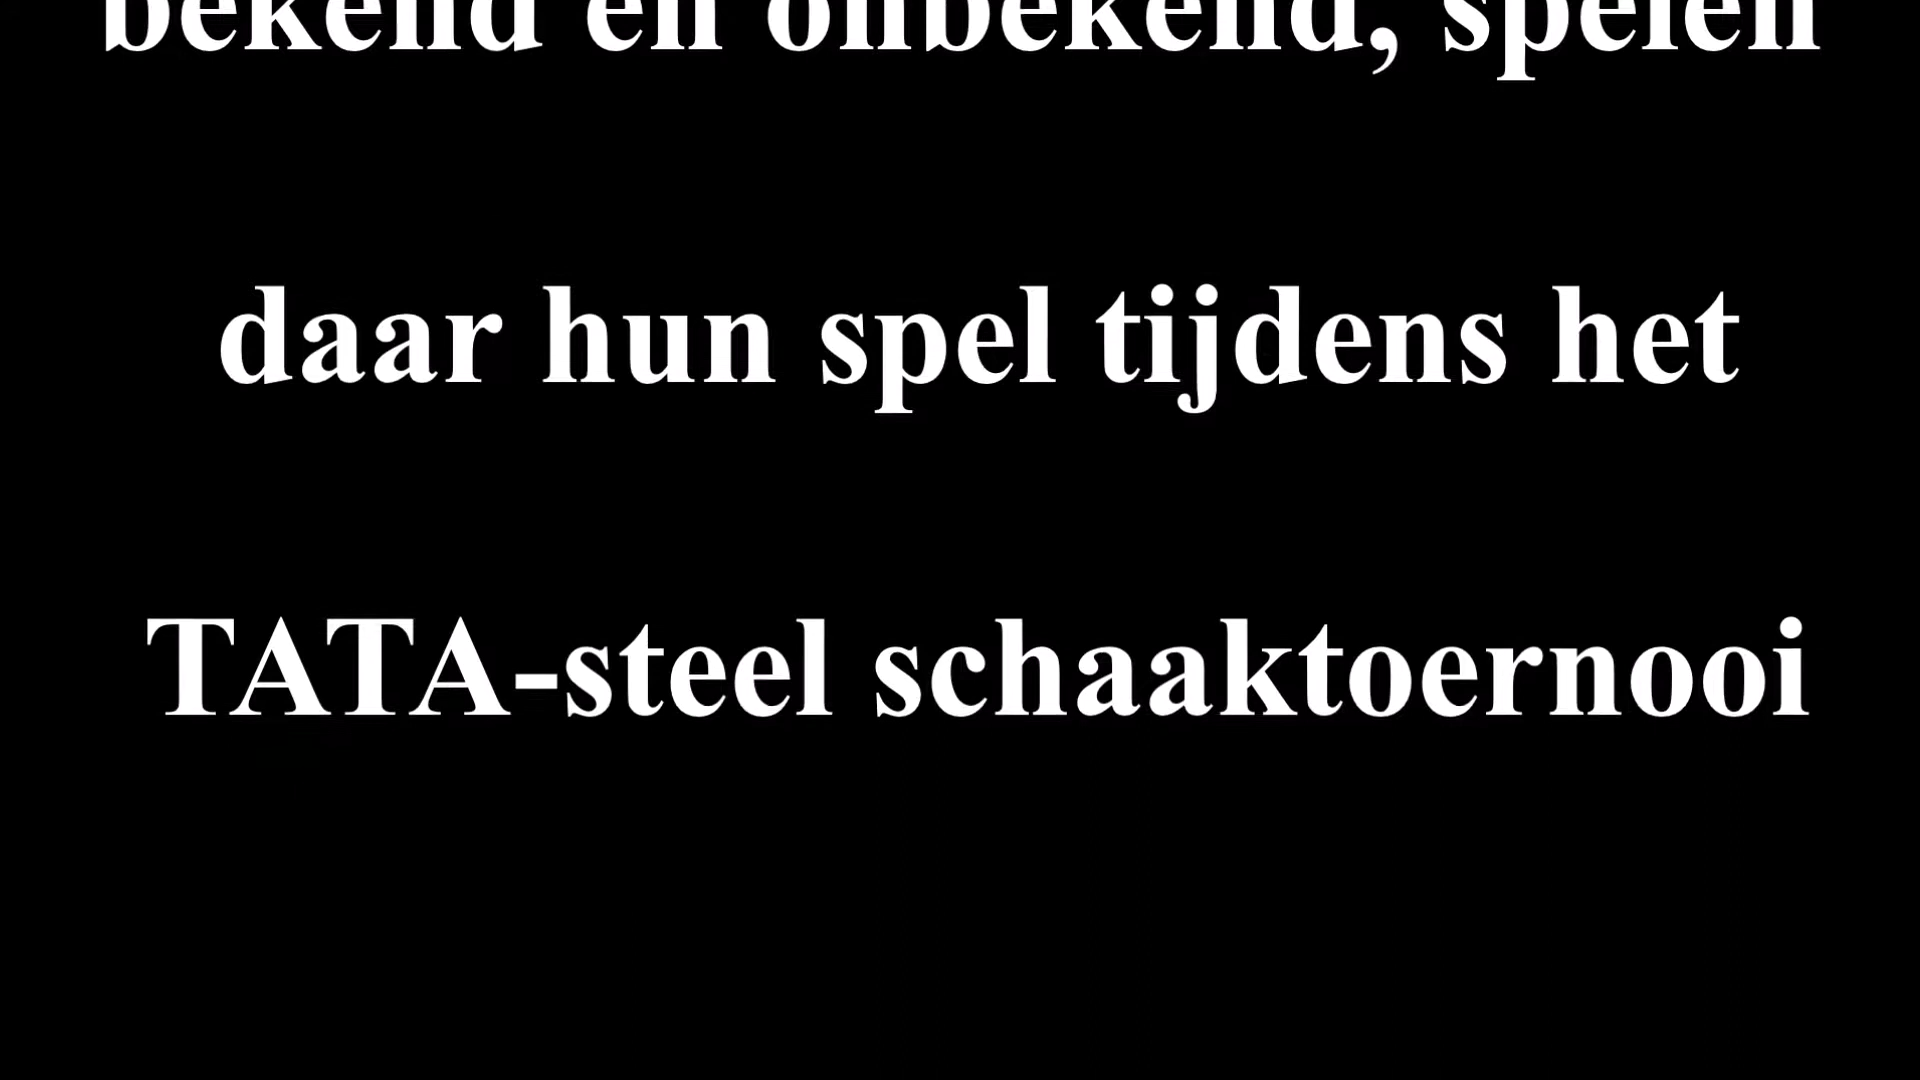 bekend en onbekend, spelen
daar hun spel tijdens het
TATA-steel schaaktoernooi